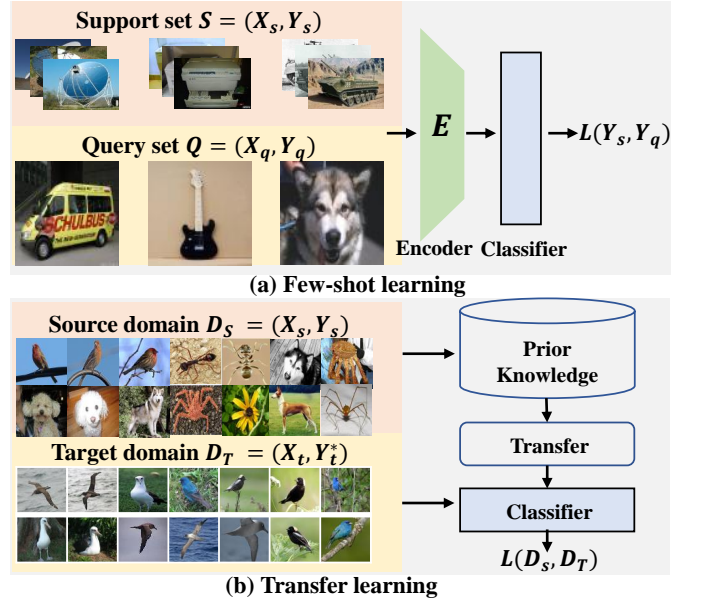 Support set S = (X_s, Y_s)
Query set Q = (X_q, Y_q)
SCHULBUS
E
L(Y_s, Y_q)
Encoder Classifier
(a) Few-shot learning
Source domain D_S = (X_s, Y_s)
Prior
Knowledge
Transfer
Target domain D_T = (X_t, Y_t^*)
Classifier
L(D_s, D_T)
(b) Transfer learning